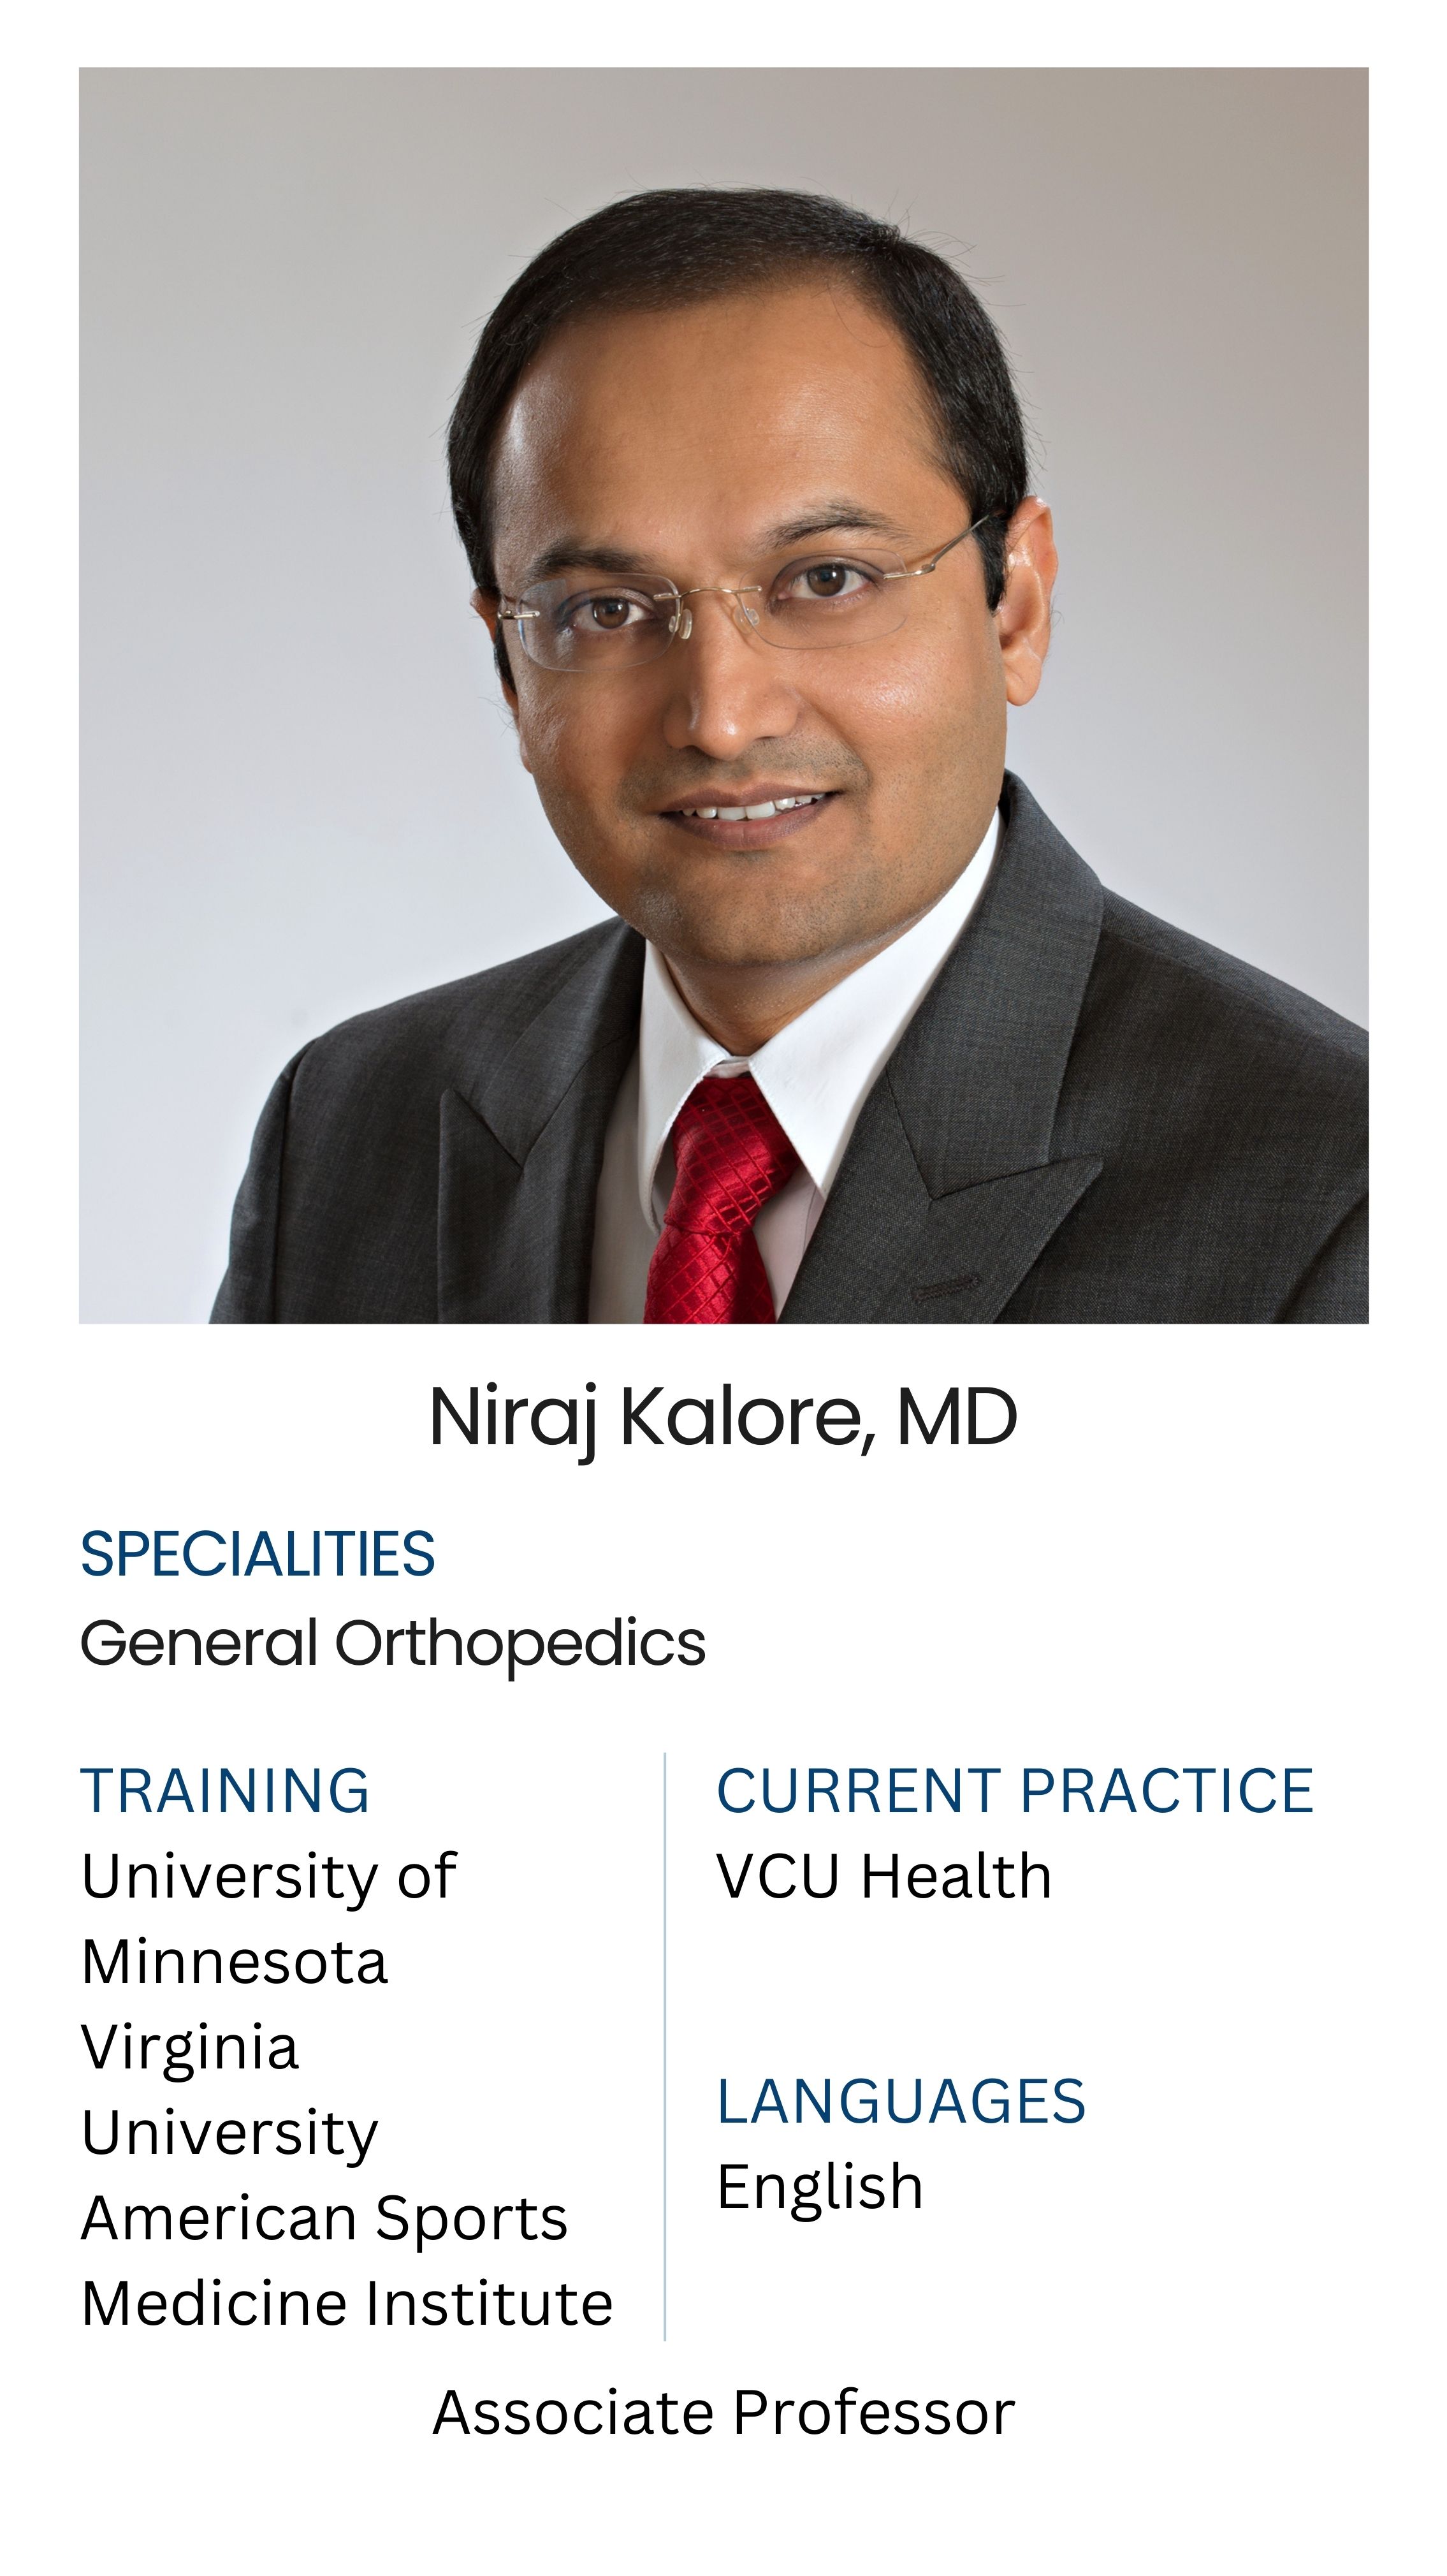 Niraj Kalore, MD
SPECIALITIES
General Orthopedics
TRAINING
University of
Minnesota
Virginia
University
American Sports
Medicine Institute
CURRENT PRACTICE
VCU Health
LANGUAGES
English
Associate Professor